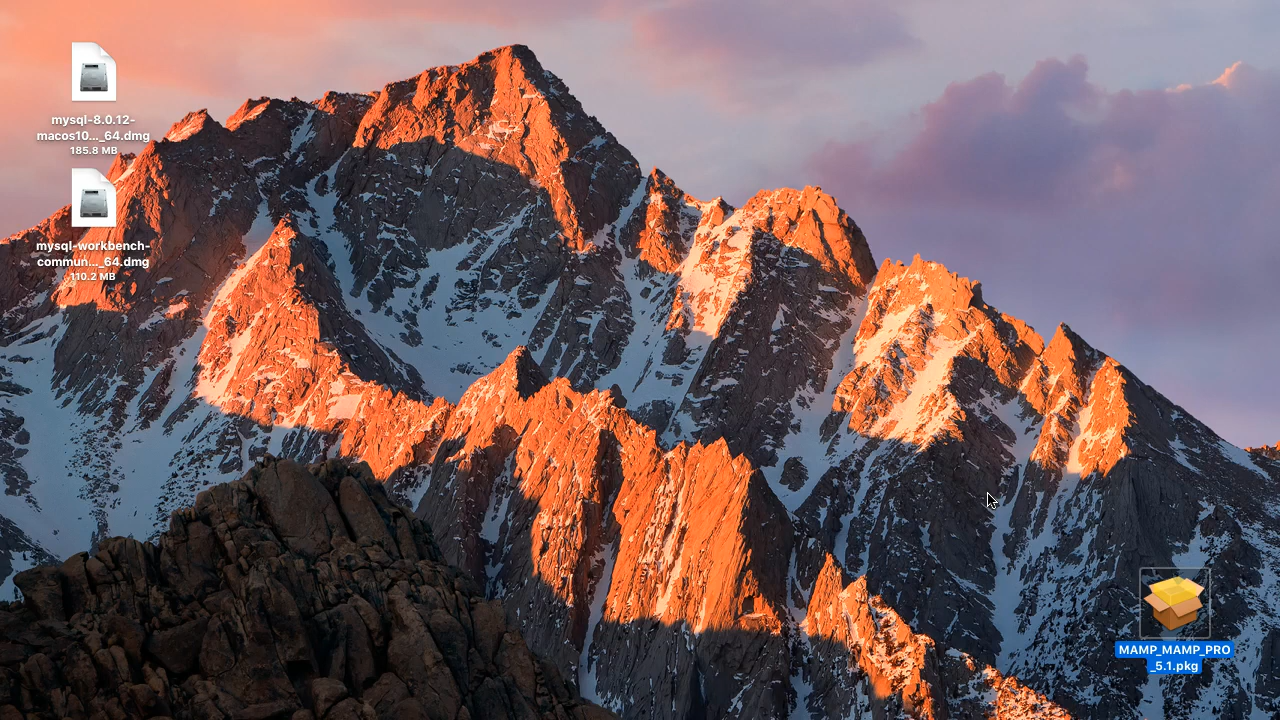 mysql-8.0.12-
macos10..._64.dmg
185.8 MB
mysql-workbench-
commun..._64.dmg
110.2 MB
MAMP_MAMP_PRO
_5.1.pkg